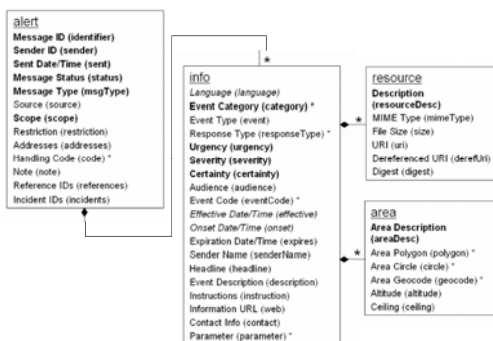 alert
Message ID (identifier)
Sender ID (sender)
Sent Date/Time (sent)
Message Status (status)
Message Type (msgType)
Source (source)
Scope (scope)
Restriction (restriction)
Addresses (addresses)
Handling Code (code) *
Note (note)
Reference IDs (references)
Incident IDs (incidents)
*
info
Language (language)
Event Category (category) *
Event Type (event)
Response Type (responseType) *
Urgency (urgency)
Severity (severity)
Certainty (certainty)
Audience (audience)
Event Code (eventCode) *
Effective Date/Time (effective)
Onset Date/Time (onset)
Expiration Date/Time (expires)
Sender Name (senderName)
Headline (headline)
Event Description (description)
Instructions (instruction)
Information URL (web)
Contact Info (contact)
Parameter (parameter) *
*
resource
Description
(resourceDesc)
MIME Type (mimeType)
File Size (size)
URI (uri)
Dereferenced URI (derefUri)
Digest (digest)
*
area
Area Description
(areaDesc)
Area Polygon (polygon) *
Area Circle (circle) *
Area Geocode (geocode) *
Altitude (altitude)
Ceiling (ceiling)